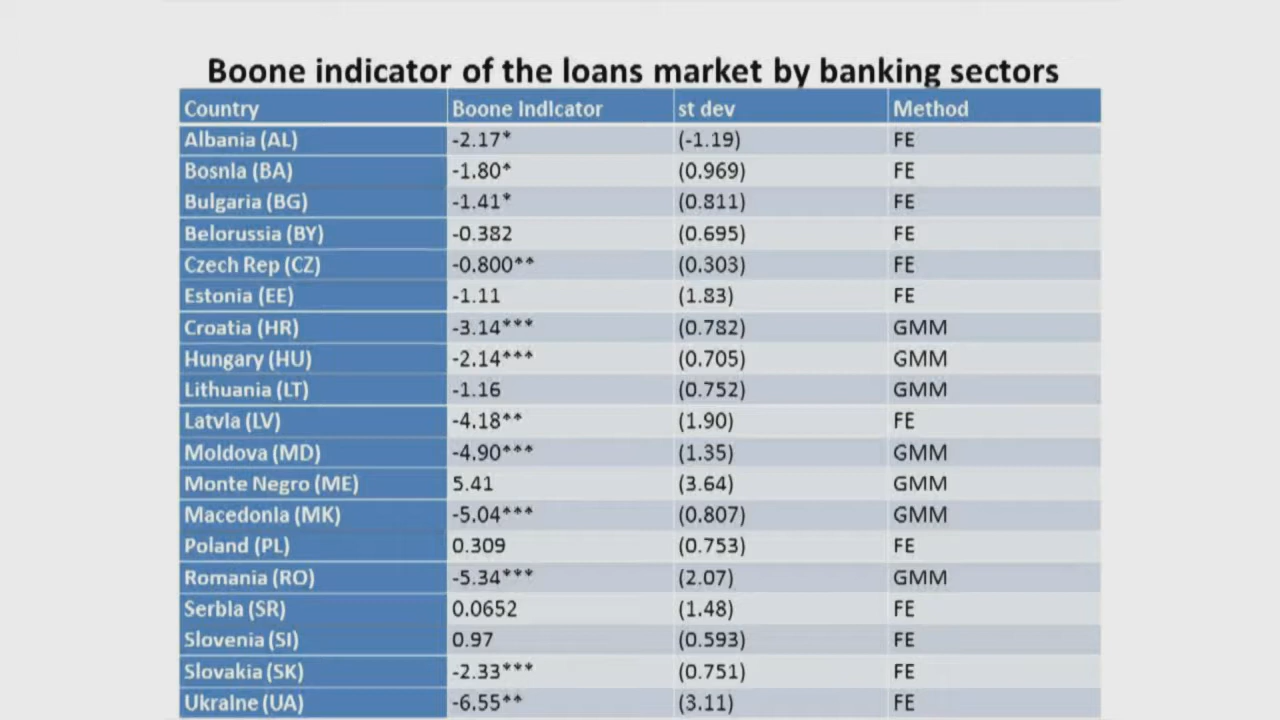 Boone indicator of the loans market by banking sectors
Country Boone Indicator st dev Method
Albania (AL) -2.17* (-1.19) FE
Bosnia (BA) -1.80* (0.969) FE
Bulgaria (BG) -1.41* (0.811) FE
Belorussia (BY) -0.382 (0.695) FE
Czech Rep (CZ) -0.800** (0.303) FE
Estonia (EE) -1.11 (1.83) FE
Croatia (HR) -3.14*** (0.782) GMM
Hungary (HU) -2.14*** (0.705) GMM
Lithuania (LT) -1.16 (0.752) GMM
Latvia (LV) -4.18** (1.90) FE
Moldova (MD) -4.90*** (1.35) GMM
Monte Negro (ME) 5.41 (3.64) GMM
Macedonia (MK) -5.04*** (0.807) GMM
Poland (PL) 0.309 (0.753) FE
Romania (RO) -5.34*** (2.07) GMM
Serbia (SR) 0.0652 (1.48) FE
Slovenia (SI) 0.97 (0.593) FE
Slovakia (SK) -2.33*** (0.751) FE
Ukraine (UA) -6.55** (3.11) FE